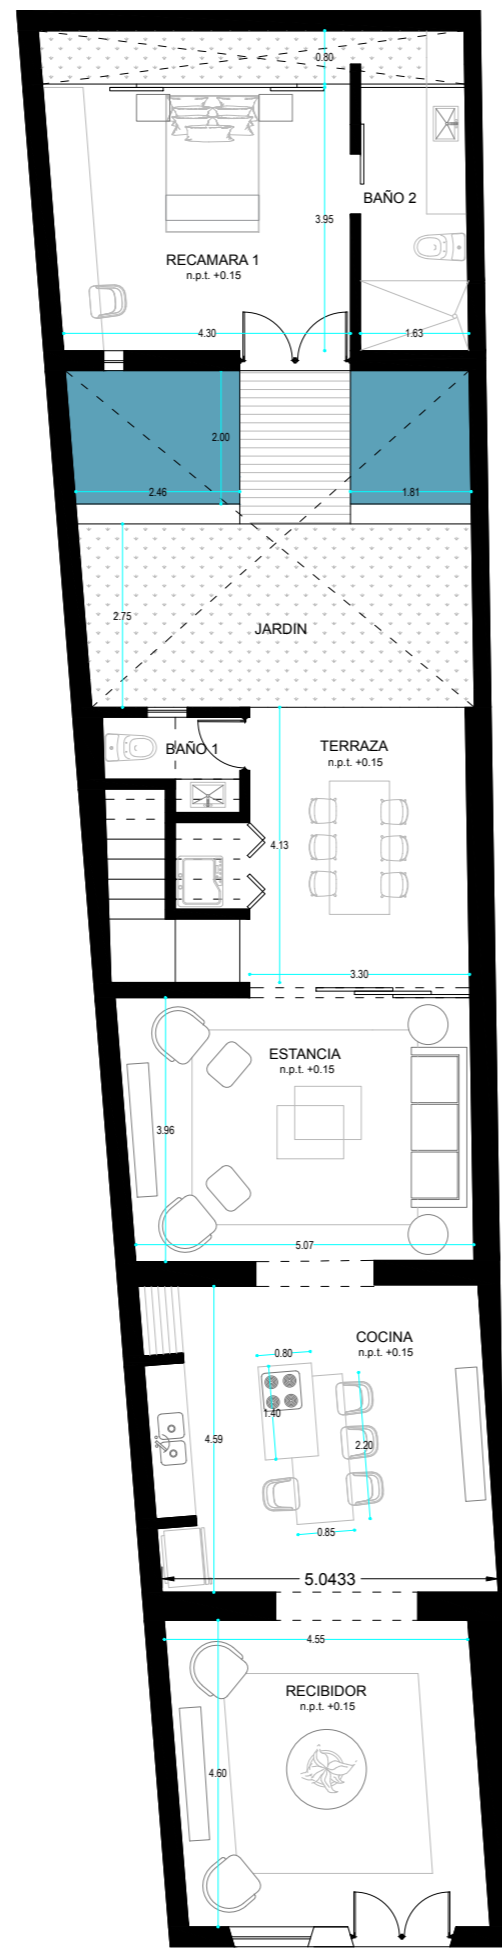 0.80
BAÑO 2
3.95
RECAMARA 1
n.p.t. +0.15
4.30
1.63
2.00
2.46
1.81
2.75
JARDIN
BAÑO 1
TERRAZA
n.p.t. +0.15
4.13
3.30
ESTANCIA
n.p.t. +0.15
3.96
5.07
COCINA
n.p.t. +0.15
0.80
1.40
2.20
4.59
0.85
5.0433
4.55
RECIBIDOR
n.p.t. +0.15
4.60